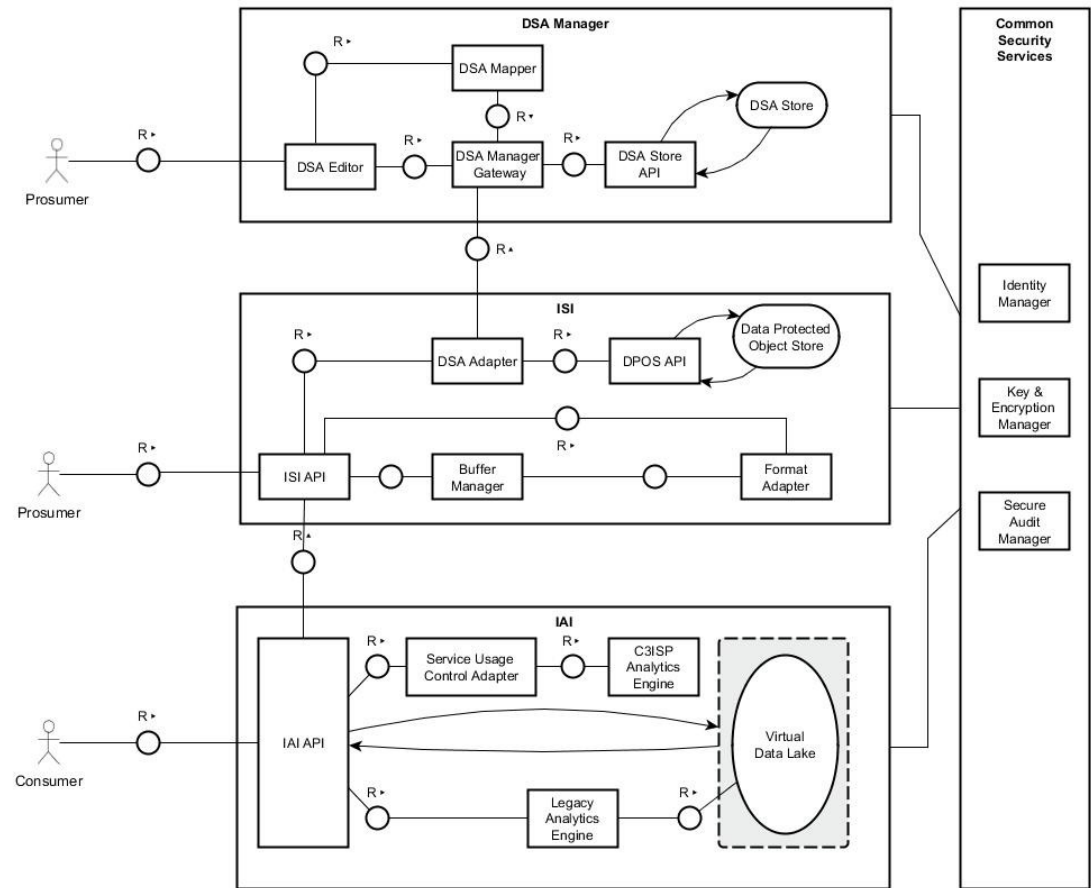 DSA Manager
Common
Security
Services
R ►
DSA Mapper
DSA Store
R ▼
R ►
R ►
R ►
DSA Editor
DSA Manager
Gateway
DSA Store
API
Prosumer
R ▲
Identity
Manager
ISI
R ►
R ►
Data Protected
Object Store
DSA Adapter
DPOS API
Key &
Encryption
Manager
R ►
R ►
ISI API
Buffer
Manager
Format
Adapter
Prosumer
Secure
Audit
Manager
R ▲
IAI
R ►
R ►
Service Usage
Control Adapter
C3ISP
Analytics
Engine
R ►
IAI API
Virtual
Data Lake
Consumer
R ►
R ►
Legacy
Analytics
Engine